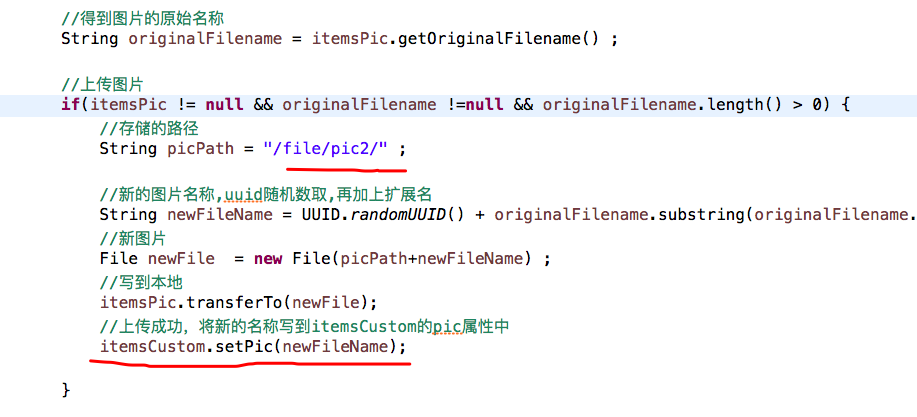 //得到图片的原始名称
String originalFilename = itemsPic.getOriginalFilename() ;
//上传图片
if(itemsPic != null && originalFilename !=null && originalFilename.length() > 0) {
//存储的路径
String picPath = "/file/pic2/" ;
//新的图片名称,uuid随机数取,再加上扩展名
String newFileName = UUID.randomUUID() + originalFilename.substring(originalFilename.
//新图片
File newFile  = new File(picPath+newFileName) ;
//写到本地
itemsPic.transferTo(newFile);
//上传成功，将新的名称写到itemsCustom的pic属性中
itemsCustom.setPic(newFileName);
}